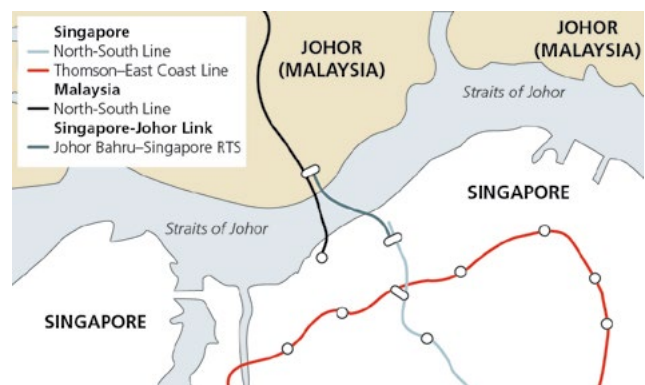 Singapore
North-South Line
Thomson–East Coast Line
Malaysia
North-South Line
Singapore-Johor Link
Johor Bahru–Singapore RTS
JOHOR
(MALAYSIA)
JOHOR
(MALAYSIA)
Straits of Johor
SINGAPORE
Straits of Johor
SINGAPORE